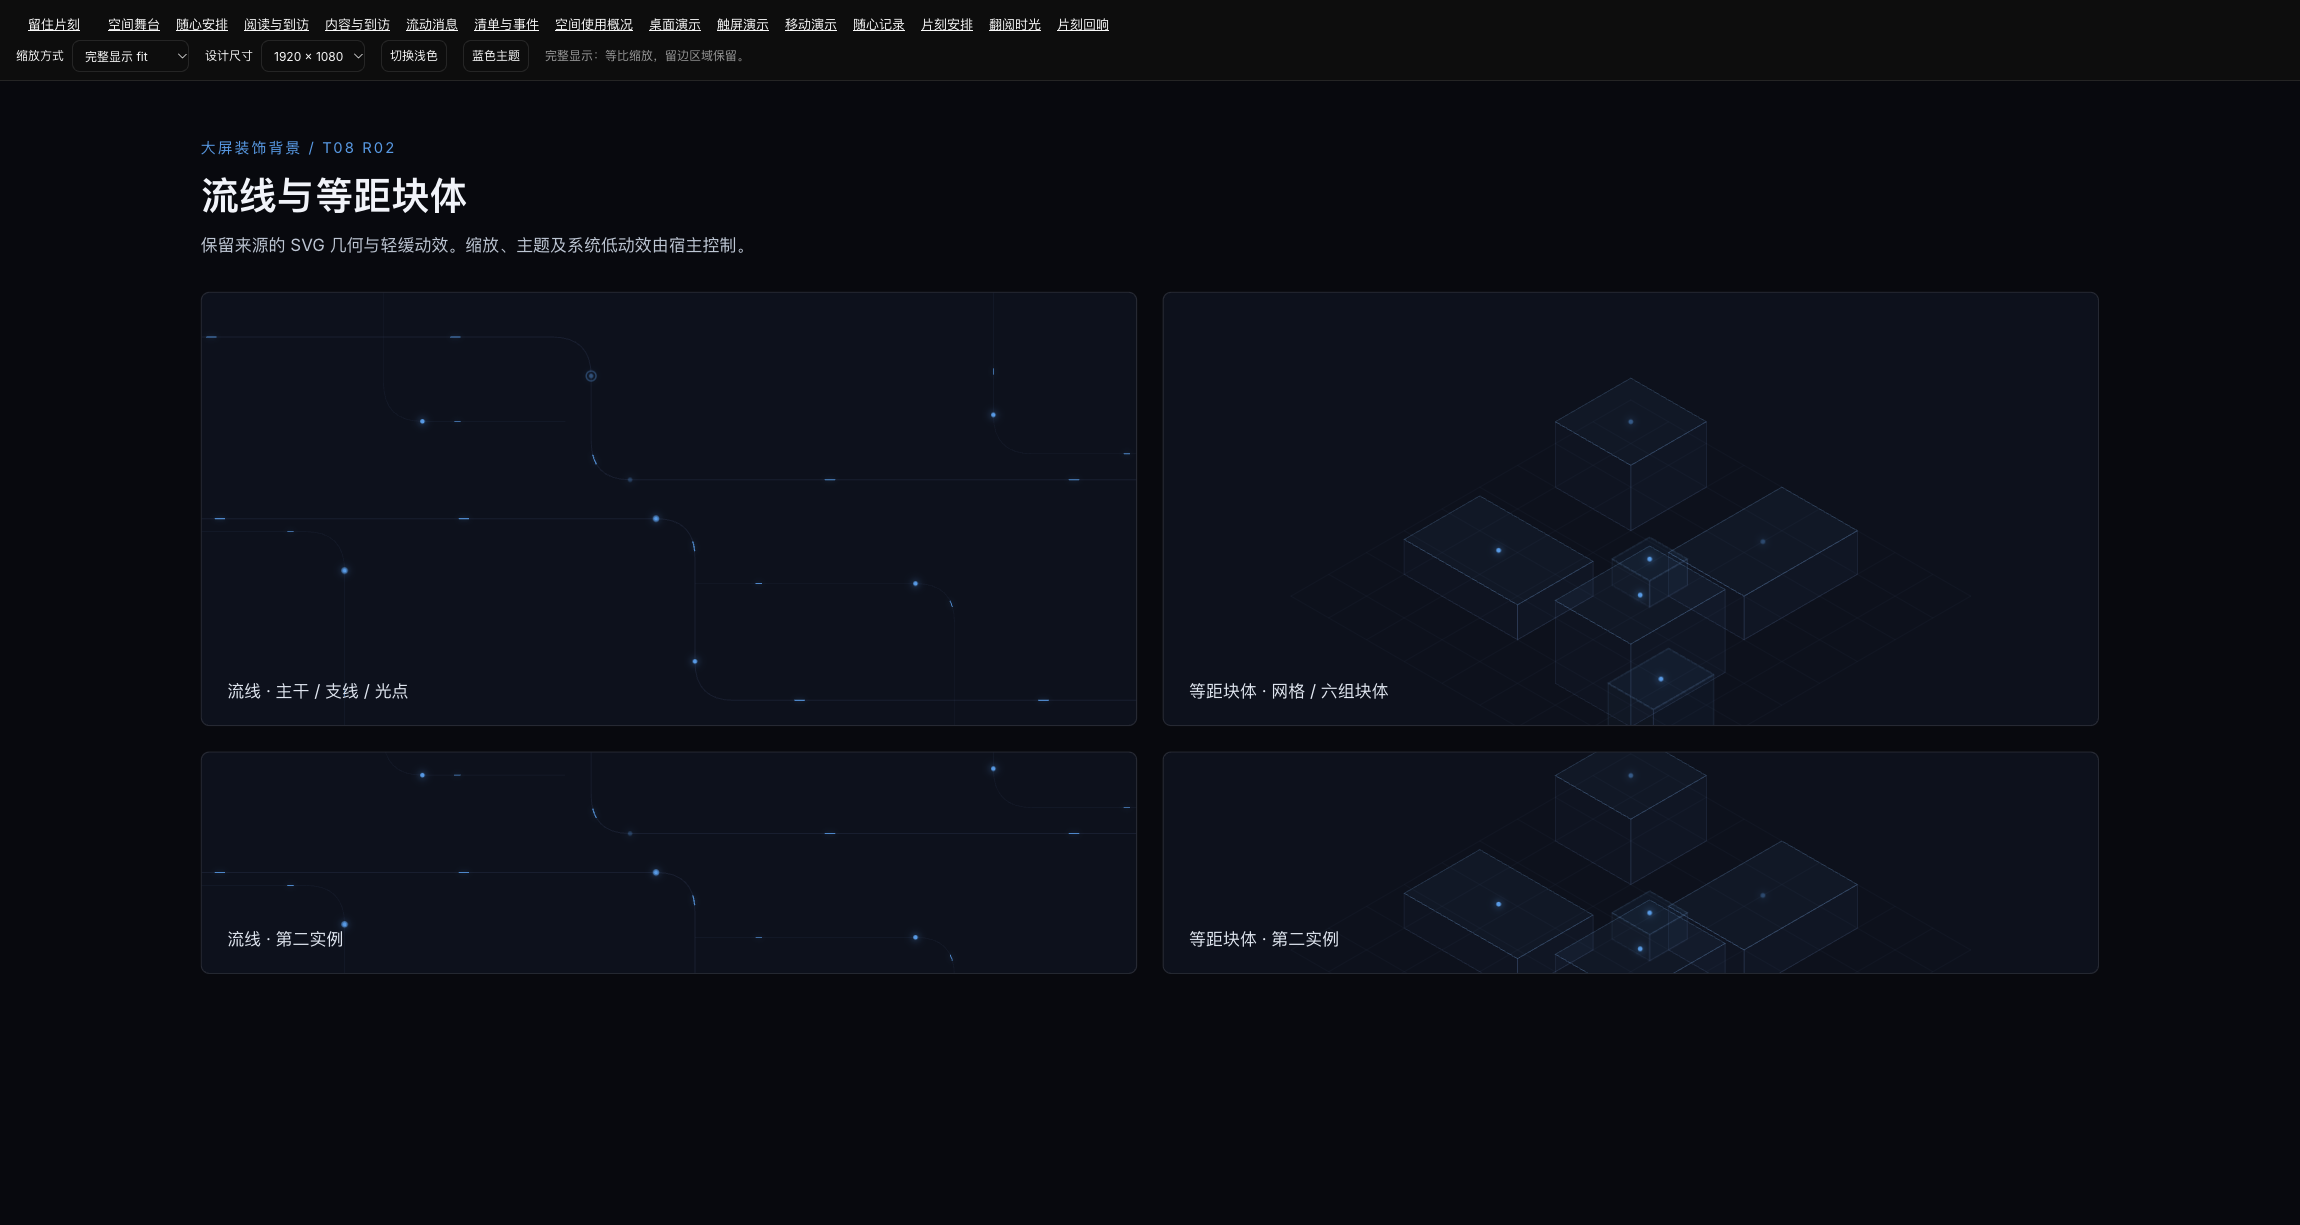 留住片刻 空间舞台 随心安排 阅读与到访 内容与到访 流动消息 清单与事件 空间使用概况 桌面演示 触屏演示 移动演示 随心记录 片刻安排 翻阅时光 片刻回响
缩放方式 完整显示 fit 设计尺寸 1920 × 1080 切换浅色 蓝色主题 完整显示：等比缩放，留边区域保留。
大屏装饰背景 / T08 R02
流线与等距块体
保留来源的 SVG 几何与轻缓动效。缩放、主题及系统低动效由宿主控制。
流线 · 主干 / 支线 / 光点
等距块体 · 网格 / 六组块体
流线 · 第二实例
等距块体 · 第二实例